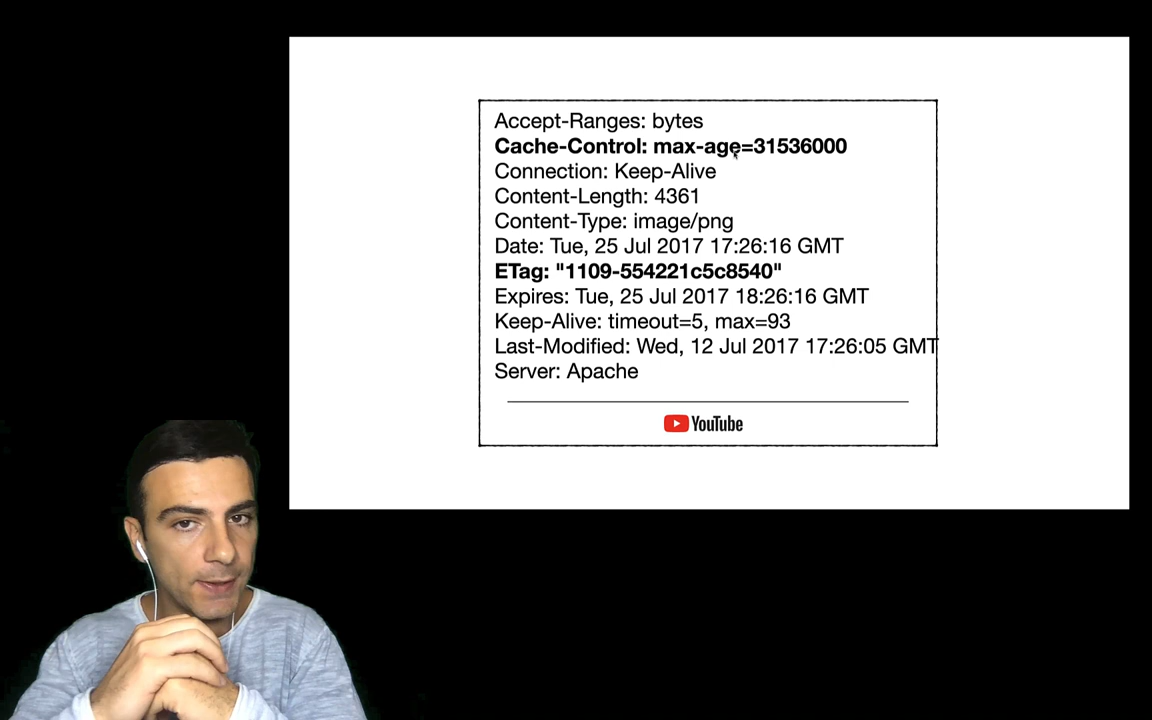 Accept-Ranges: bytes
Cache-Control: max-age=31536000
Connection: Keep-Alive
Content-Length: 4361
Content-Type: image/png
Date: Tue, 25 Jul 2017 17:26:16 GMT
ETag: "1109-554221c5c8540"
Expires: Tue, 25 Jul 2017 18:26:16 GMT
Keep-Alive: timeout=5, max=93
Last-Modified: Wed, 12 Jul 2017 17:26:05 GMT
Server: Apache
YouTube